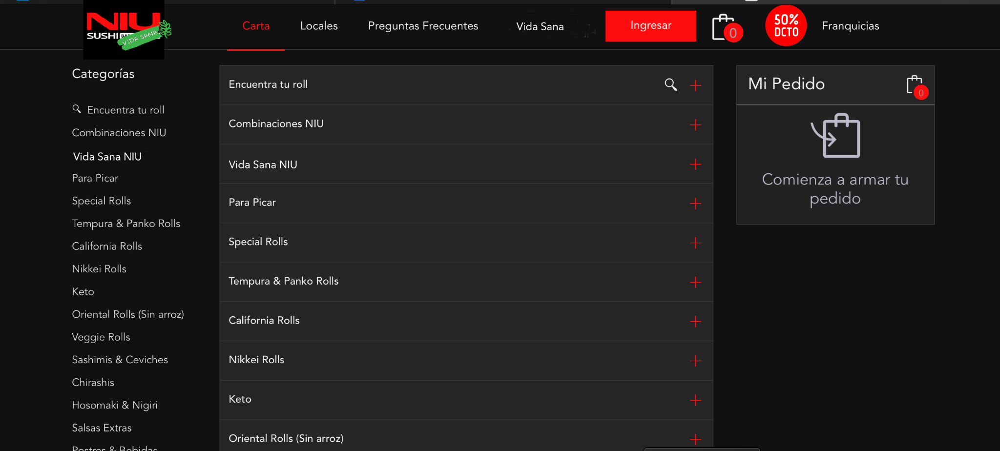 NIU
SUSHI
VIDA SANA
Carta
Locales
Preguntas Frecuentes
Vida Sana
Ingresar
0
50%
DCTO
Franquicias
Categorías
Encuentra tu roll
Combinaciones NIU
Vida Sana NIU
Para Picar
Special Rolls
Tempura & Panko Rolls
California Rolls
Nikkei Rolls
Keto
Oriental Rolls (Sin arroz)
Veggie Rolls
Sashimis & Ceviches
Chirashis
Hosomaki & Nigiri
Salsas Extras
Postres & Bebidas
Encuentra tu roll
Combinaciones NIU
Vida Sana NIU
Para Picar
Special Rolls
Tempura & Panko Rolls
California Rolls
Nikkei Rolls
Keto
Oriental Rolls (Sin arroz)
Mi Pedido
0
Comienza a armar tu
pedido